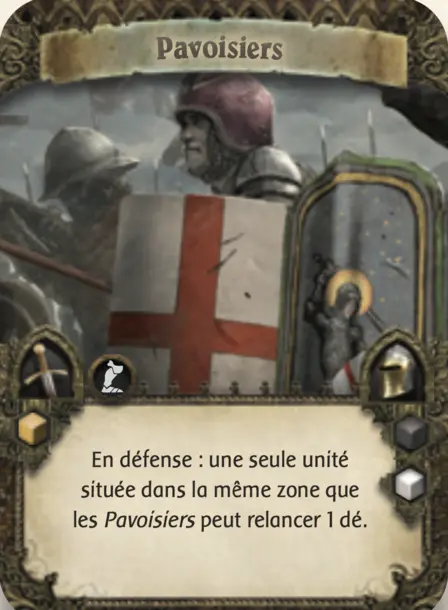 Pavoisiers
En défense : une seule unité
située dans la même zone que
les Pavoisiers peut relancer 1 dé.